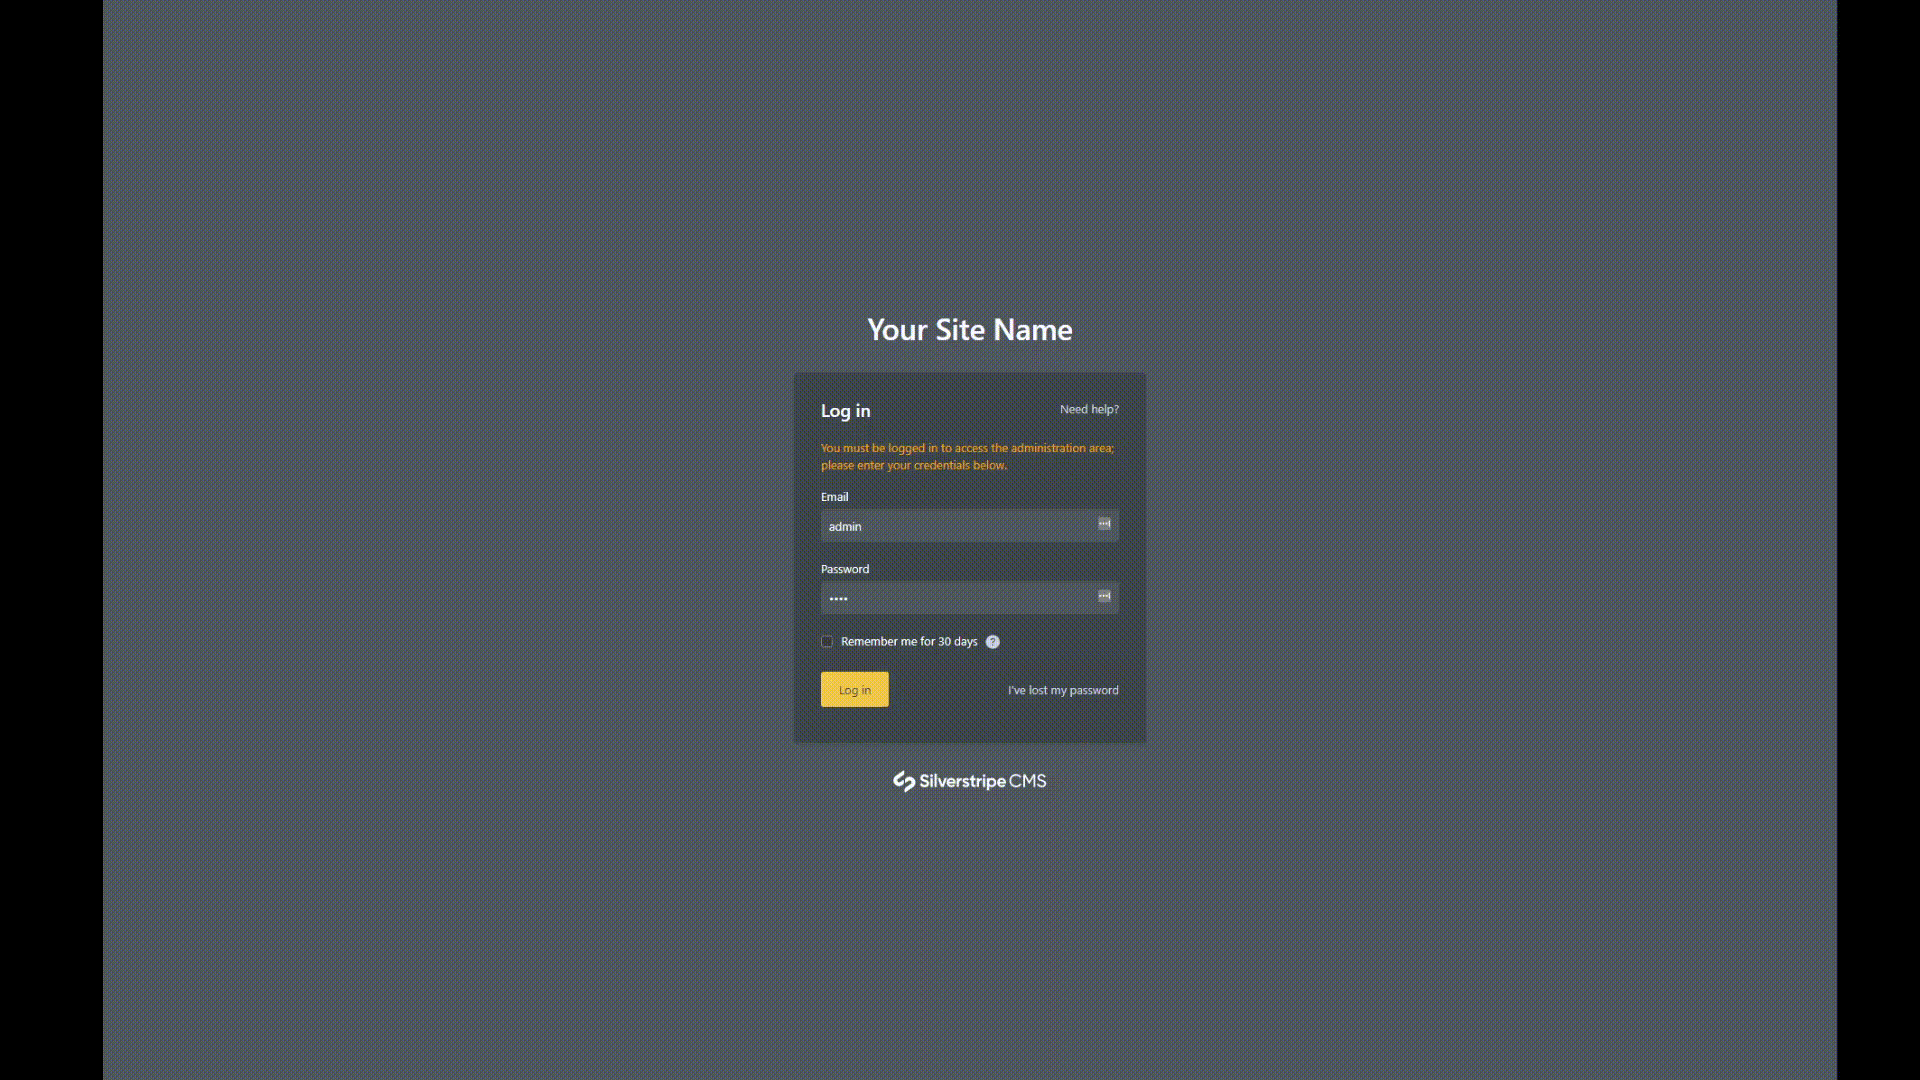 Your Site Name
Log in
Need help?
You must be logged in to access the administration area;
please enter your credentials below.
Email
admin
Password
••••
Remember me for 30 days ?
Log in
I've lost my password
Silverstripe CMS